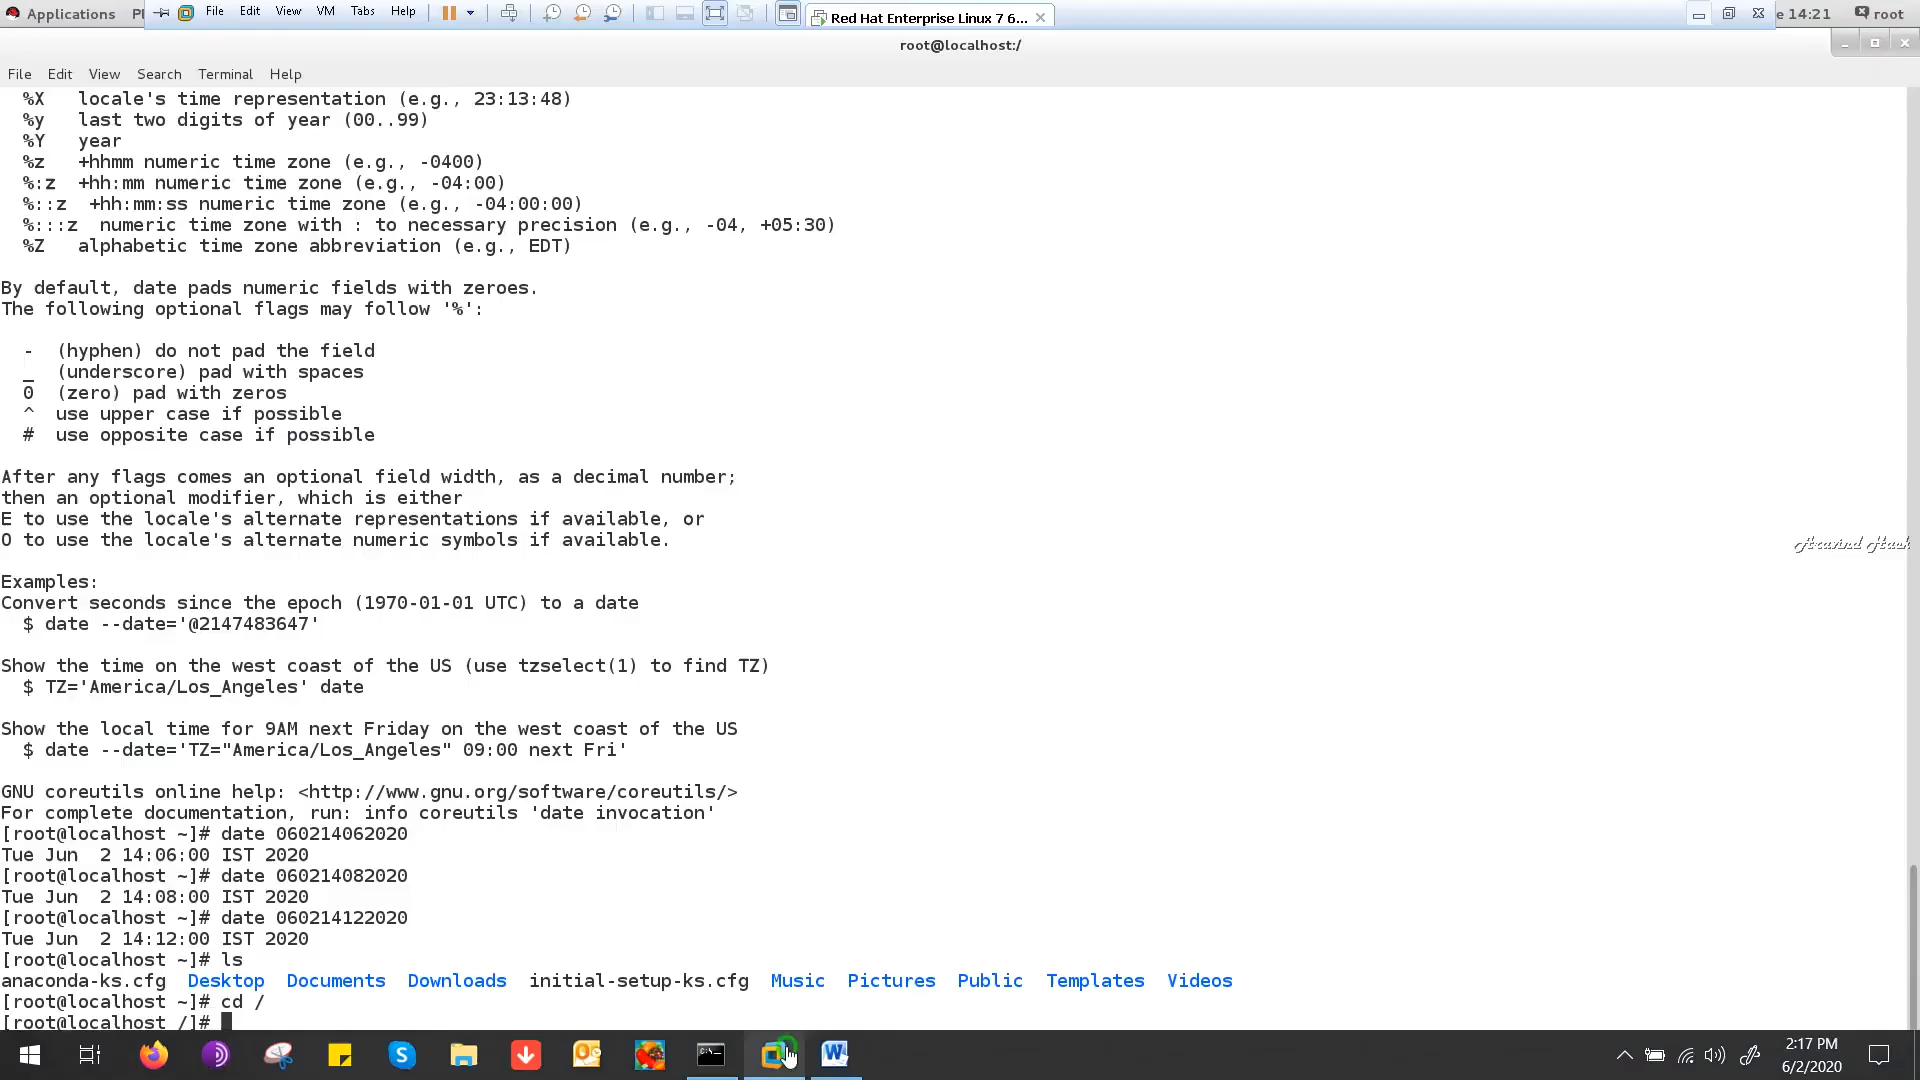 Applications Pl File Edit View VM Tabs Help Red Hat Enterprise Linux 7 6... e 14:21 root
root@localhost:/
File Edit View Search Terminal Help
%X locale's time representation (e.g., 23:13:48)
%y last two digits of year (00..99)
%Y year
%z +hhmm numeric time zone (e.g., -0400)
%:z +hh:mm numeric time zone (e.g., -04:00)
%::z +hh:mm:ss numeric time zone (e.g., -04:00:00)
%:::z numeric time zone with : to necessary precision (e.g., -04, +05:30)
%Z alphabetic time zone abbreviation (e.g., EDT)
By default, date pads numeric fields with zeroes.
The following optional flags may follow '%':
- (hyphen) do not pad the field
_ (underscore) pad with spaces
0 (zero) pad with zeros
^ use upper case if possible
# use opposite case if possible
After any flags comes an optional field width, as a decimal number;
then an optional modifier, which is either
E to use the locale's alternate representations if available, or
O to use the locale's alternate numeric symbols if available.
Aravind Hack
Examples:
Convert seconds since the epoch (1970-01-01 UTC) to a date
$ date --date='@2147483647'
Show the time on the west coast of the US (use tzselect(1) to find TZ)
$ TZ='America/Los_Angeles' date
Show the local time for 9AM next Friday on the west coast of the US
$ date --date='TZ="America/Los_Angeles" 09:00 next Fri'
GNU coreutils online help: <http://www.gnu.org/software/coreutils/>
For complete documentation, run: info coreutils 'date invocation'
[root@localhost ~]# date 060214062020
Tue Jun  2 14:06:00 IST 2020
[root@localhost ~]# date 060214082020
Tue Jun  2 14:08:00 IST 2020
[root@localhost ~]# date 060214122020
Tue Jun  2 14:12:00 IST 2020
[root@localhost ~]# ls
anaconda-ks.cfg Desktop Documents Downloads initial-setup-ks.cfg Music Pictures Public Templates Videos
[root@localhost ~]# cd /
[root@localhost /]#
2:17 PM
6/2/2020